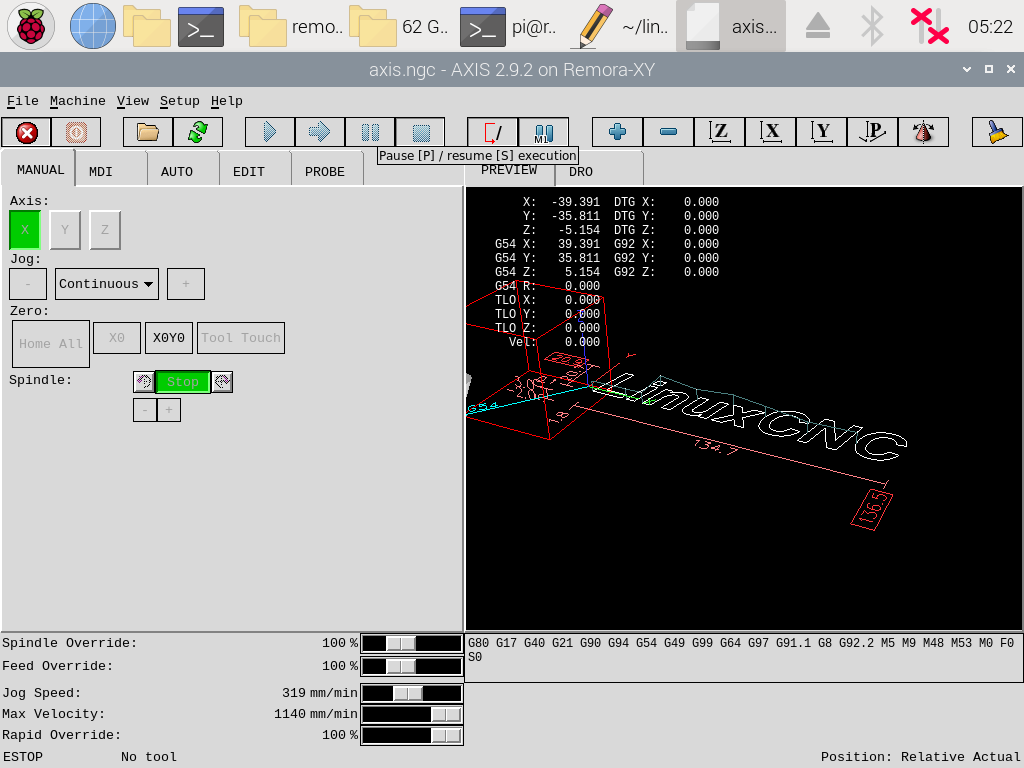 remo..
62 G..
pi@r..
~/lin..
axis...
05:22
axis.ngc - AXIS 2.9.2 on Remora-XY
File Machine View Setup Help
M1
Z X Y P
Pause [P] / resume [S] execution
MANUAL MDI AUTO EDIT PROBE PREVIEW DRO
Axis:
X Y Z
Jog:
- Continuous +
Zero:
Home All X0 X0Y0 Tool Touch
Spindle: Stop
- +
X: -39.391 DTG X: 0.000
Y: -35.811 DTG Y: 0.000
Z: -5.154 DTG Z: 0.000
G54 X: 39.391 G92 X: 0.000
G54 Y: 35.811 G92 Y: 0.000
G54 Z: 5.154 G92 Z: 0.000
G54 R: 0.000
TLO X: 0.000
TLO Y: 0.000
TLO Z: 0.000
Vel: 0.000
G54
1.8
LinuxCNC
134.7
136.5
Spindle Override: 100 %
Feed Override: 100 %
Jog Speed: 319 mm/min
Max Velocity: 1140 mm/min
Rapid Override: 100 %
G80 G17 G40 G21 G90 G94 G54 G49 G99 G64 G97 G91.1 G8 G92.2 M5 M9 M48 M53 M0 F0
S0
ESTOP No tool Position: Relative Actual